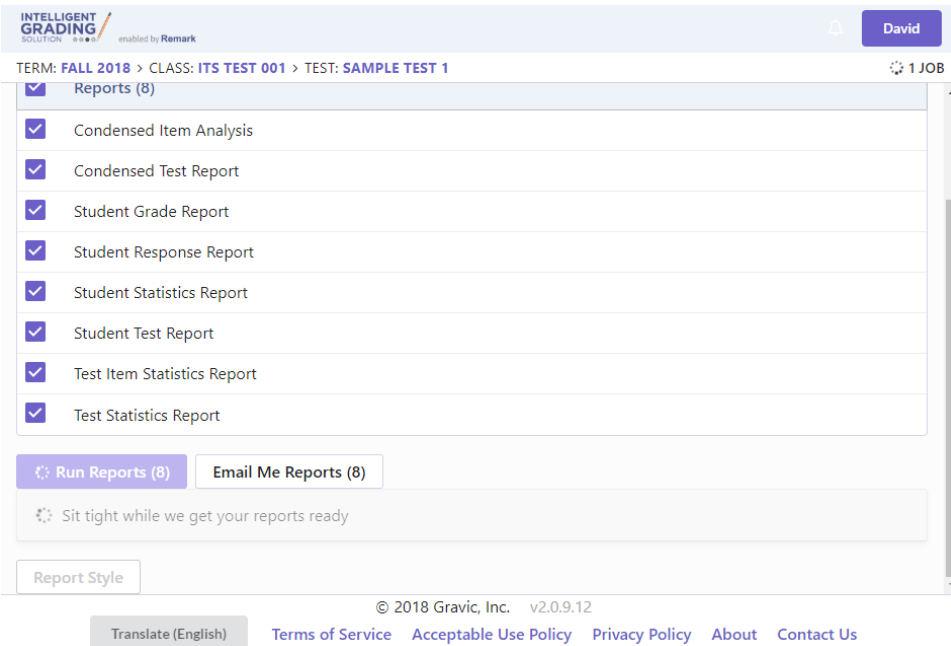 INTELLIGENT
GRADING
SOLUTION enabled by Remark
David
TERM: FALL 2018 > CLASS: ITS TEST 001 > TEST: SAMPLE TEST 1
1 JOB
Reports (8)
Condensed Item Analysis
Condensed Test Report
Student Grade Report
Student Response Report
Student Statistics Report
Student Test Report
Test Item Statistics Report
Test Statistics Report
Run Reports (8) Email Me Reports (8)
Sit tight while we get your reports ready
Report Style
© 2018 Gravic, Inc. v2.0.9.12
Translate (English) Terms of Service Acceptable Use Policy Privacy Policy About Contact Us